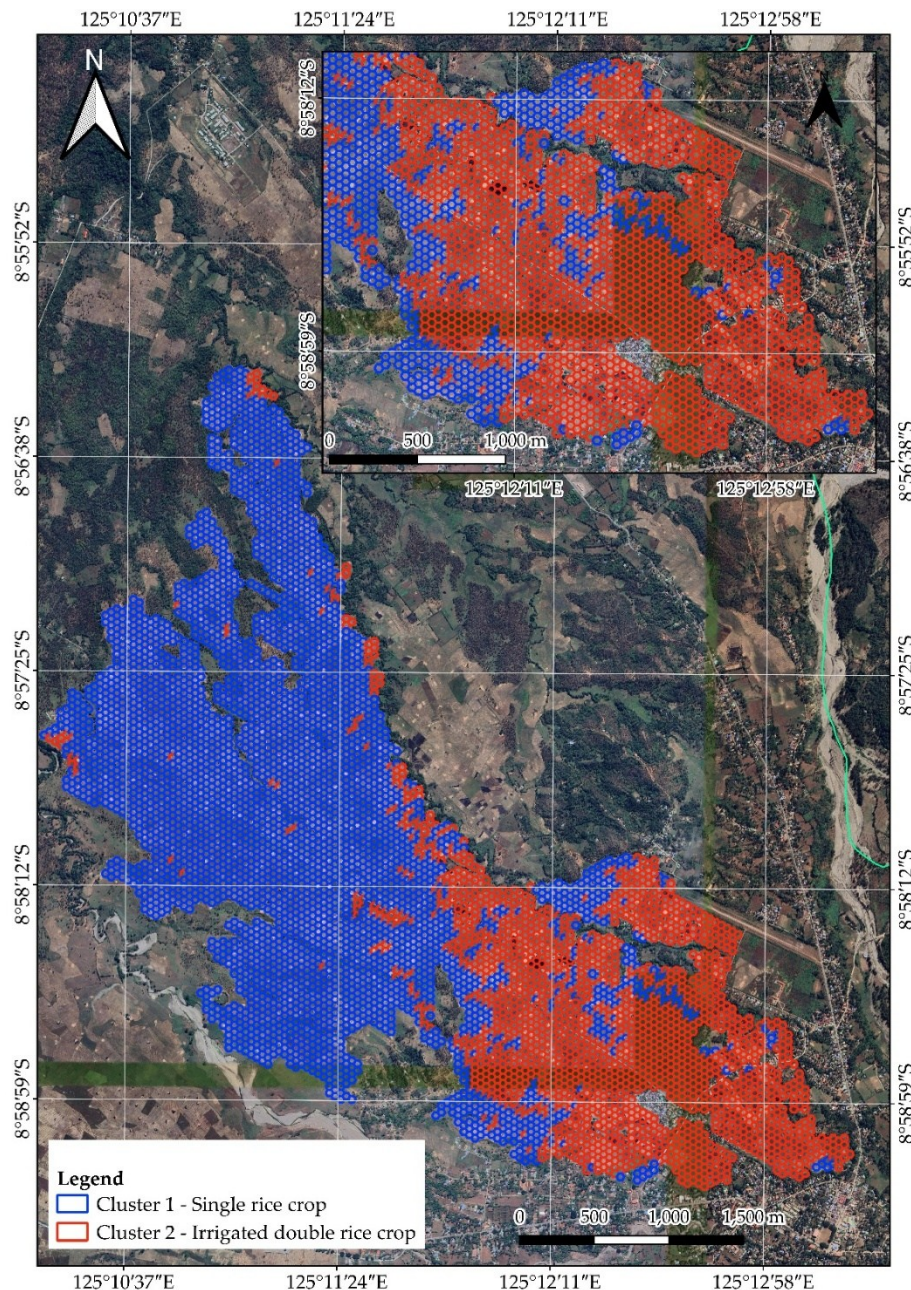 125°10′37″E 125°11′24″E 125°12′11″E 125°12′58″E
N
8°58′12″S
8°55′52″S 8°55′52″S
8°58′59″S
0 500 1,000 m
8°56′38″S 8°56′38″S
125°12′11″E 125°12′58″E
8°57′25″S 8°57′25″S
8°58′12″S 8°58′12″S
8°58′59″S 8°58′59″S
Legend
Cluster 1 - Single rice crop
Cluster 2 - Irrigated double rice crop
0 500 1,000 1,500 m
125°10′37″E 125°11′24″E 125°12′11″E 125°12′58″E